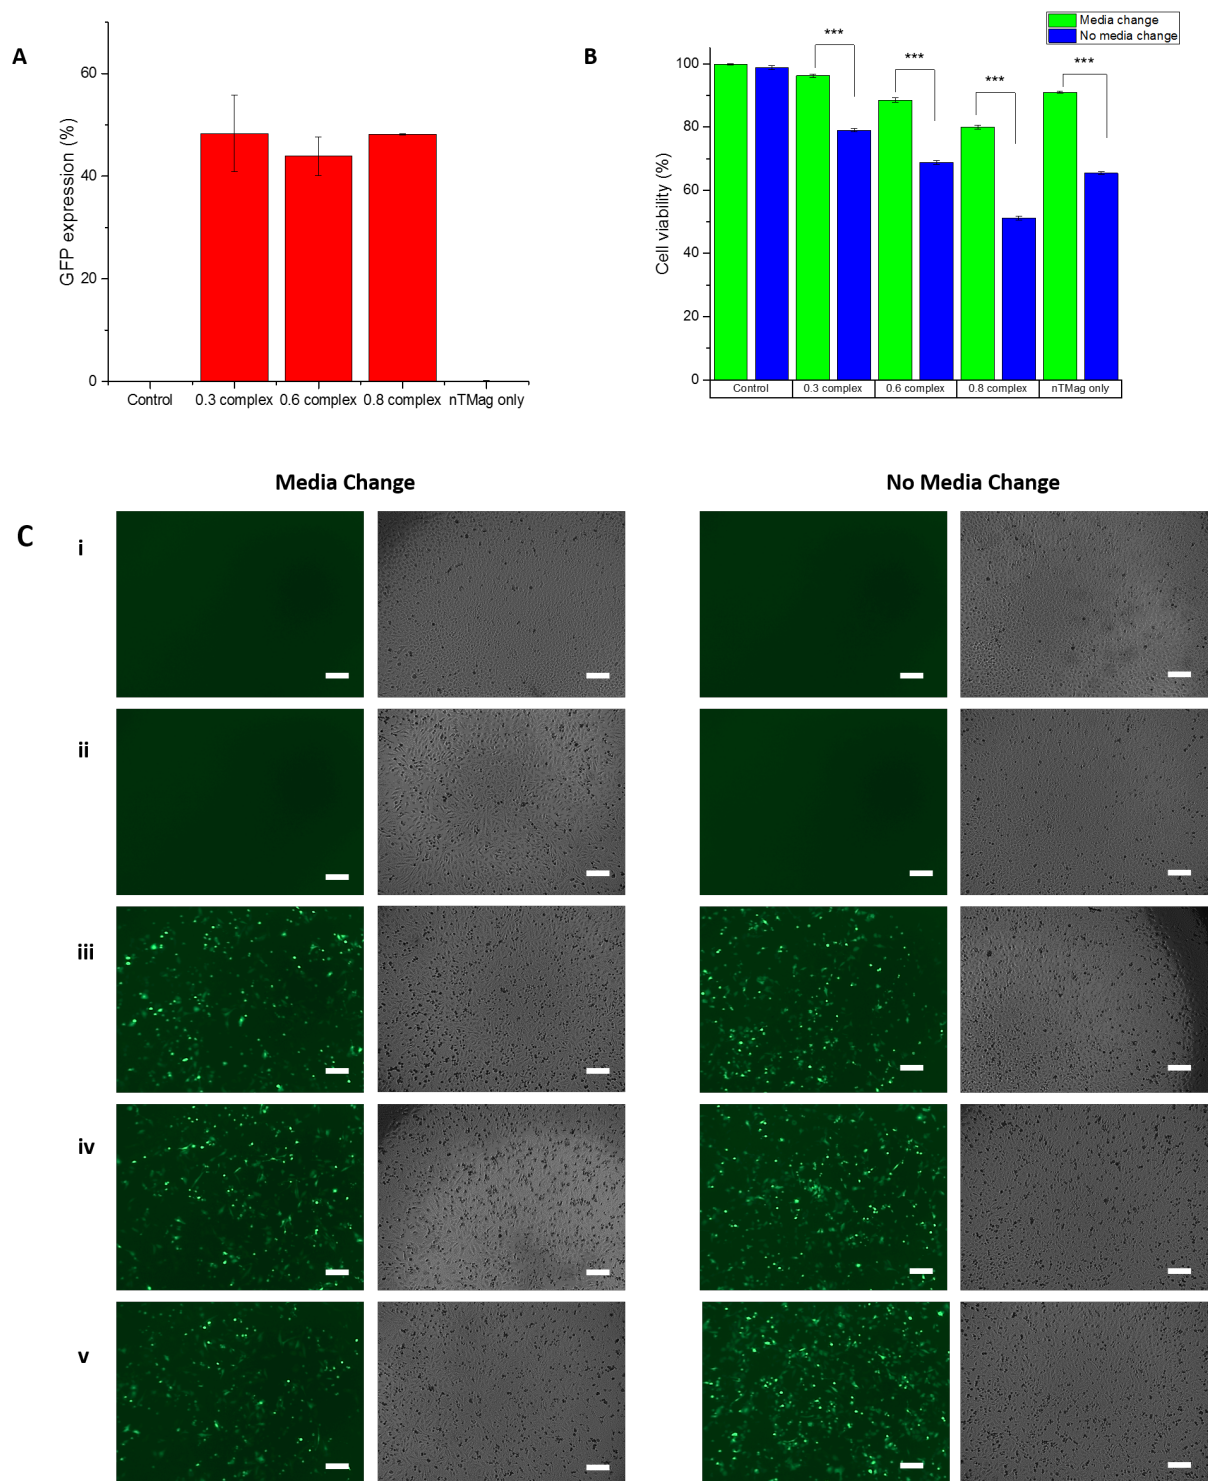 A
GFP expression (%)
60
40
20
0
Control
0.3 complex
0.6 complex
0.8 complex
nTMag only
B
Media change
No media change
Cell viability (%)
100
80
60
40
20
0
***
***
***
***
Control
0.3 complex
0.6 complex
0.8 complex
nTMag only
Media Change
No Media Change
C
i
ii
iii
iv
v